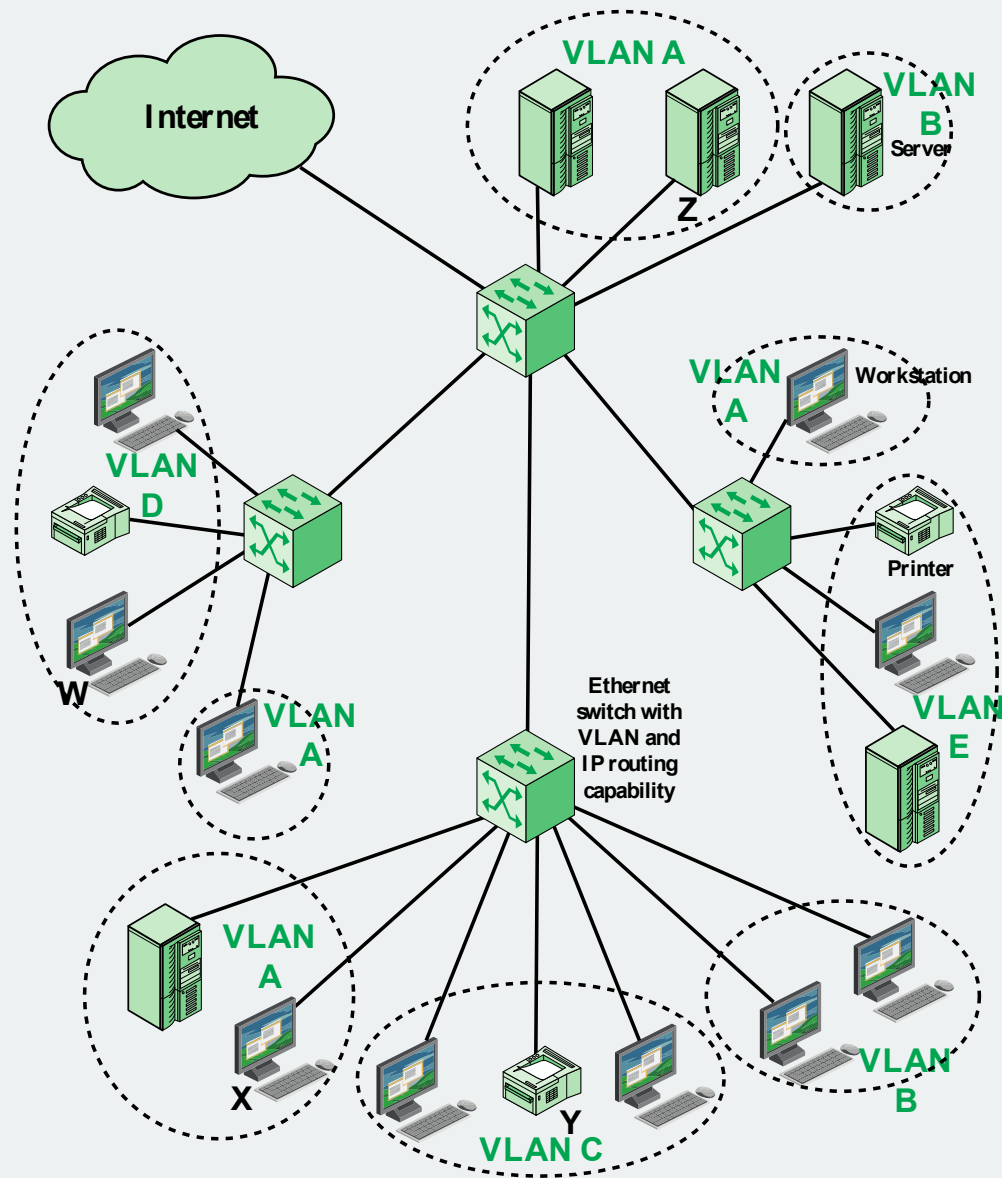 VLAN A
Internet
VLAN
B
Server
Z
VLAN
A
Workstation
VLAN
D
Printer
W
VLAN
A
Ethernet
switch with
VLAN and
IP routing
capability
VLAN
E
VLAN
A
X
Y
VLAN C
VLAN
B